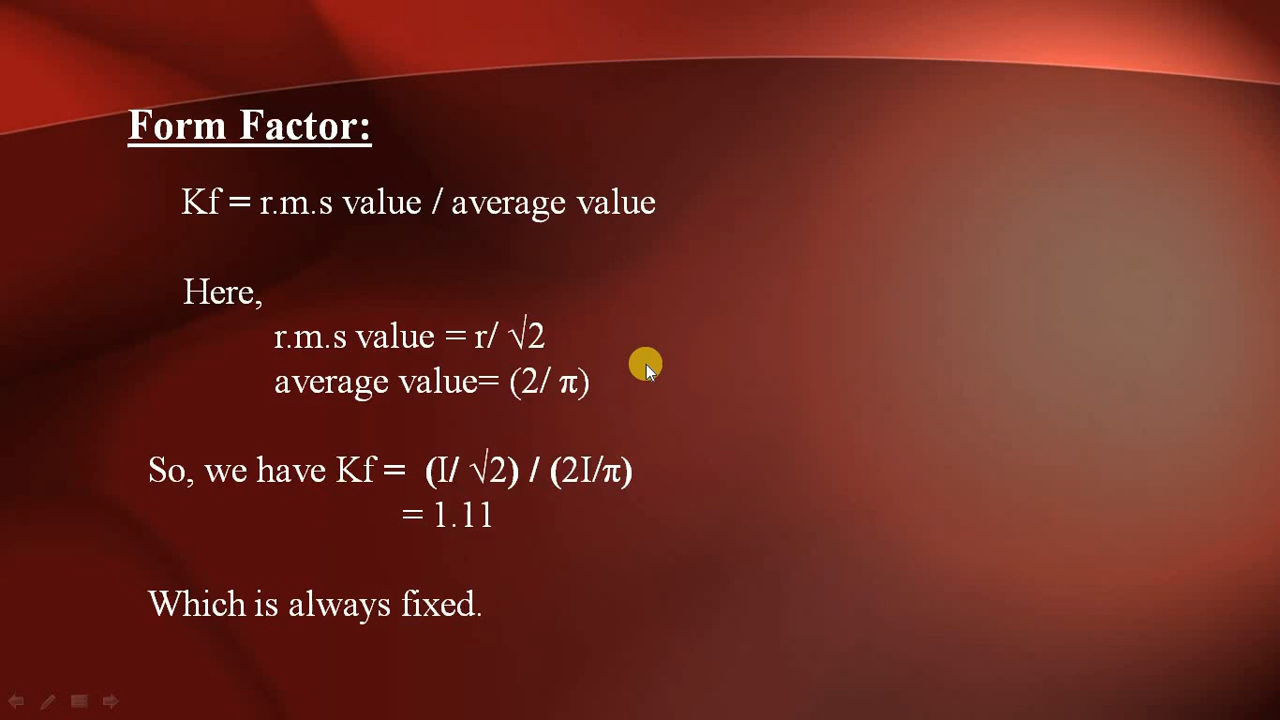 Form Factor:
Kf = r.m.s value / average value
Here,
r.m.s value = r/ √2
average value= (2/ π)
So, we have Kf = (I/ √2) / (2I/π)
= 1.11
Which is always fixed.